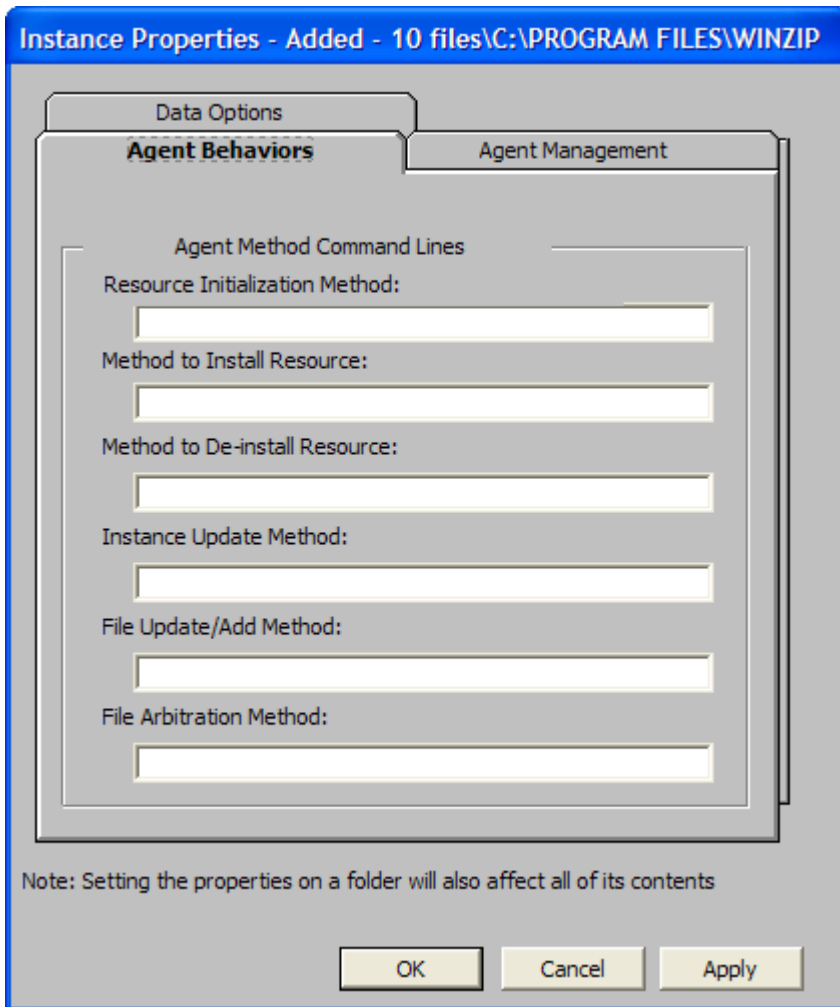 Instance Properties - Added - 10 files\C:\PROGRAM FILES\WINZIP
Data Options
Agent Behaviors
Agent Management
Agent Method Command Lines
Resource Initialization Method:
Method to Install Resource:
Method to De-install Resource:
Instance Update Method:
File Update/Add Method:
File Arbitration Method:
Note: Setting the properties on a folder will also affect all of its contents
OK
Cancel
Apply